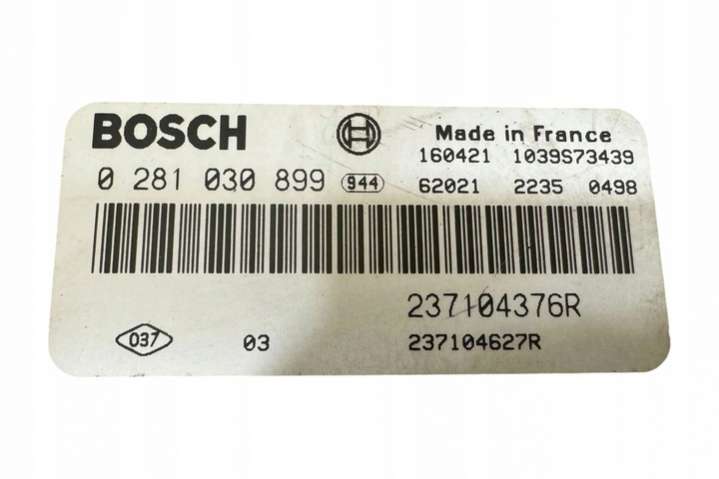 BOSCH
Made in France
160421 1039S73439
0 281 030 899 944 62021 2235 0498
237104376R
037 03 237104627R